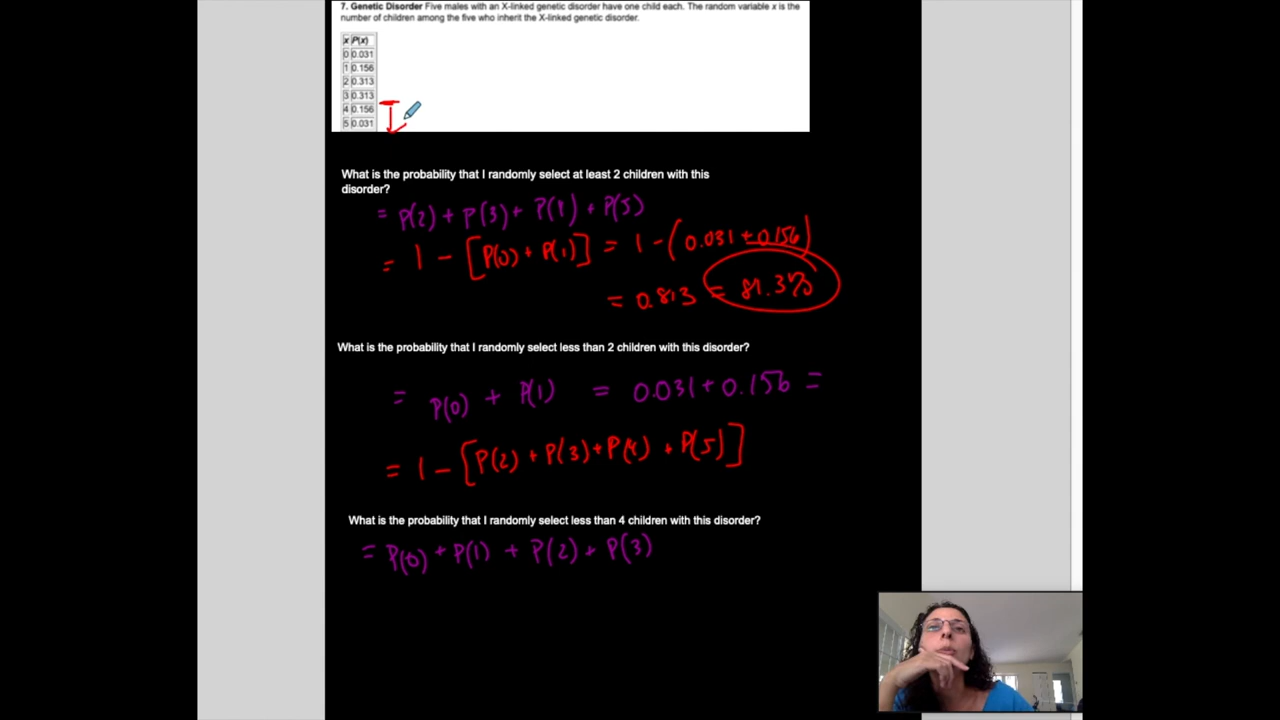 7. Genetic Disorder Five males with an X-linked genetic disorder have one child each. The random variable x is the
number of children among the five who inherit the X-linked genetic disorder.
x P(x)
0 0.031
1 0.156
2 0.313
3 0.313
4 0.156
5 0.031
What is the probability that I randomly select at least 2 children with this
disorder?
= P(2) + P(3) + P(4) + P(5)
= 1 - [P(0) + P(1)] = 1 - (0.031 + 0.156)
= 0.813 = 81.3%
What is the probability that I randomly select less than 2 children with this disorder?
= P(0) + P(1) = 0.031 + 0.156 =
= 1 - [P(2) + P(3) + P(4) + P(5)]
What is the probability that I randomly select less than 4 children with this disorder?
= P(0) + P(1) + P(2) + P(3)